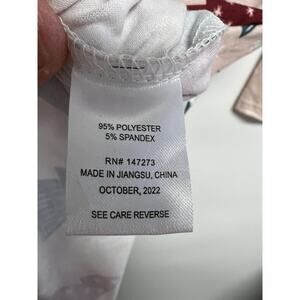 95% POLYESTER
5% SPANDEX
RN# 147273
MADE IN JIANGSU, CHINA
OCTOBER, 2022
SEE CARE REVERSE